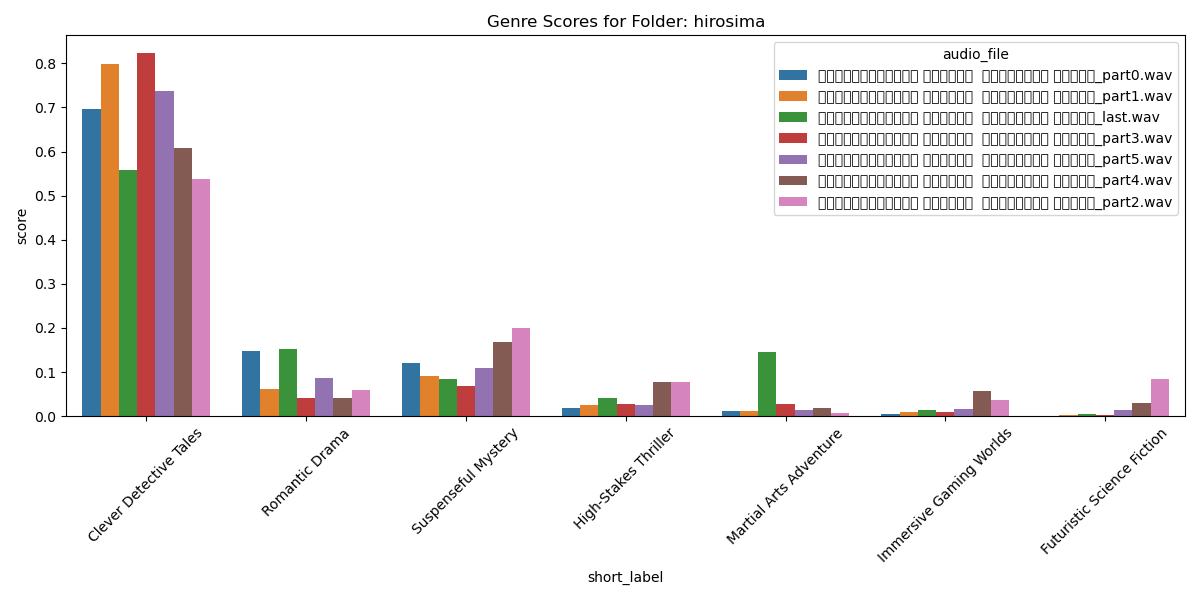 Genre Scores for Folder: hirosima
audio_file
_part0.wav
_part1.wav
_last.wav
_part3.wav
_part5.wav
_part4.wav
_part2.wav
score
0.8
0.7
0.6
0.5
0.4
0.3
0.2
0.1
0.0
Clever Detective Tales
Romantic Drama
Suspenseful Mystery
High-Stakes Thriller
Martial Arts Adventure
Immersive Gaming Worlds
Futuristic Science Fiction
short_label